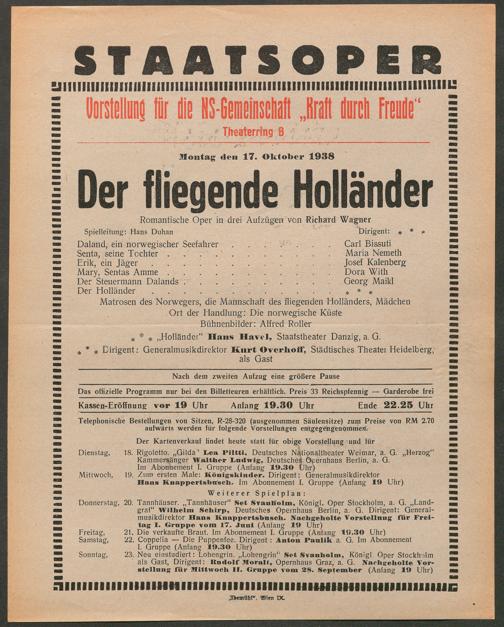 STAATSOPER
Vorstellung für die NS-Gemeinschaft „Kraft durch Freude“
Theaterring B
Montag den 17. Oktober 1938
Der fliegende Holländer
Romantische Oper in drei Aufzügen von Richard Wagner
Spielleitung: Hans Duhan Dirigent: * * *
Daland, ein norwegischer Seefahrer . . . . . . . Carl Bissuti
Senta, seine Tochter . . . . . . . Maria Nemeth
Erik, ein Jäger . . . . . . . Josef Kalenberg
Mary, Sentas Amme . . . . . . . Dora With
Der Steuermann Dalands . . . . . . . Georg Maikl
Der Holländer . . . . . . . * * *
Matrosen des Norwegers, die Mannschaft des fliegenden Holländers, Mädchen
Ort der Handlung: Die norwegische Küste
Bühnenbilder: Alfred Roller
* * * „Holländer“ Hans Havel, Staatstheater Danzig, a. G.
* * * Dirigent: Generalmusikdirektor Kurt Overhoff, Städtisches Theater Heidelberg,
als Gast
Nach dem zweiten Aufzug eine größere Pause
Das offizielle Programm nur bei den Billetteuren erhältlich. Preis 33 Reichspfennig — Garderobe frei
Kassen-Eröffnung vor 19 Uhr Anfang 19.30 Uhr Ende 22.25 Uhr
Telephonische Bestellungen von Sitzen, R-28-320 (ausgenommen Säulensitze) zum Preise von RM 2.70
aufwärts werden für folgende Vorstellungen entgegengenommen:
Der Kartenverkauf findet heute statt für obige Vorstellung und für
Dienstag, 18. Rigoletto. „Gilda“ Lea Piltti, Deutsches Nationaltheater Weimar, a. G. „Herzog“
Kammersänger Walther Ludwig, Deutsches Opernhaus Berlin, a. G.
Im Abonnement I. Gruppe (Anfang 19.30 Uhr)
Mittwoch, 19. Zum ersten Male: Königskinder. Dirigent: Generalmusikdirektor
Hans Knappertsbusch. Im Abonnement I. Gruppe (Anfang 19 Uhr)
Weiterer Spielplan:
Donnerstag, 20. Tannhäuser. „Tannhäuser“ Set Svanholm, Königl. Oper Stockholm, a. G. „Land-
graf“ Wilhelm Schirp, Deutsches Opernhaus Berlin, a. G. Dirigent: General-
musikdirektor Hans Knappertsbusch. Nachgeholte Vorstellung für Frei-
tag I. Gruppe vom 17. Juni (Anfang 19 Uhr)
Freitag, 21. Die verkaufte Braut. Im Abonnement I. Gruppe (Anfang 19.30 Uhr)
Samstag, 22. Coppelia — Die Puppenfee. Dirigent: Anton Paulik a. G. Im Abonnement
I. Gruppe (Anfang 19.30 Uhr)
Sonntag, 23. Neu einstudiert: Lohengrin. „Lohengrin“ Set Svanholm, Königl. Oper Stockholm
als Gast, Dirigent: Rudolf Moralt, Opernhaus Graz, a. G. Nachgeholte Vor-
stellung für Mittwoch II. Gruppe vom 28. September (Anfang 19 Uhr)
Wien IX.